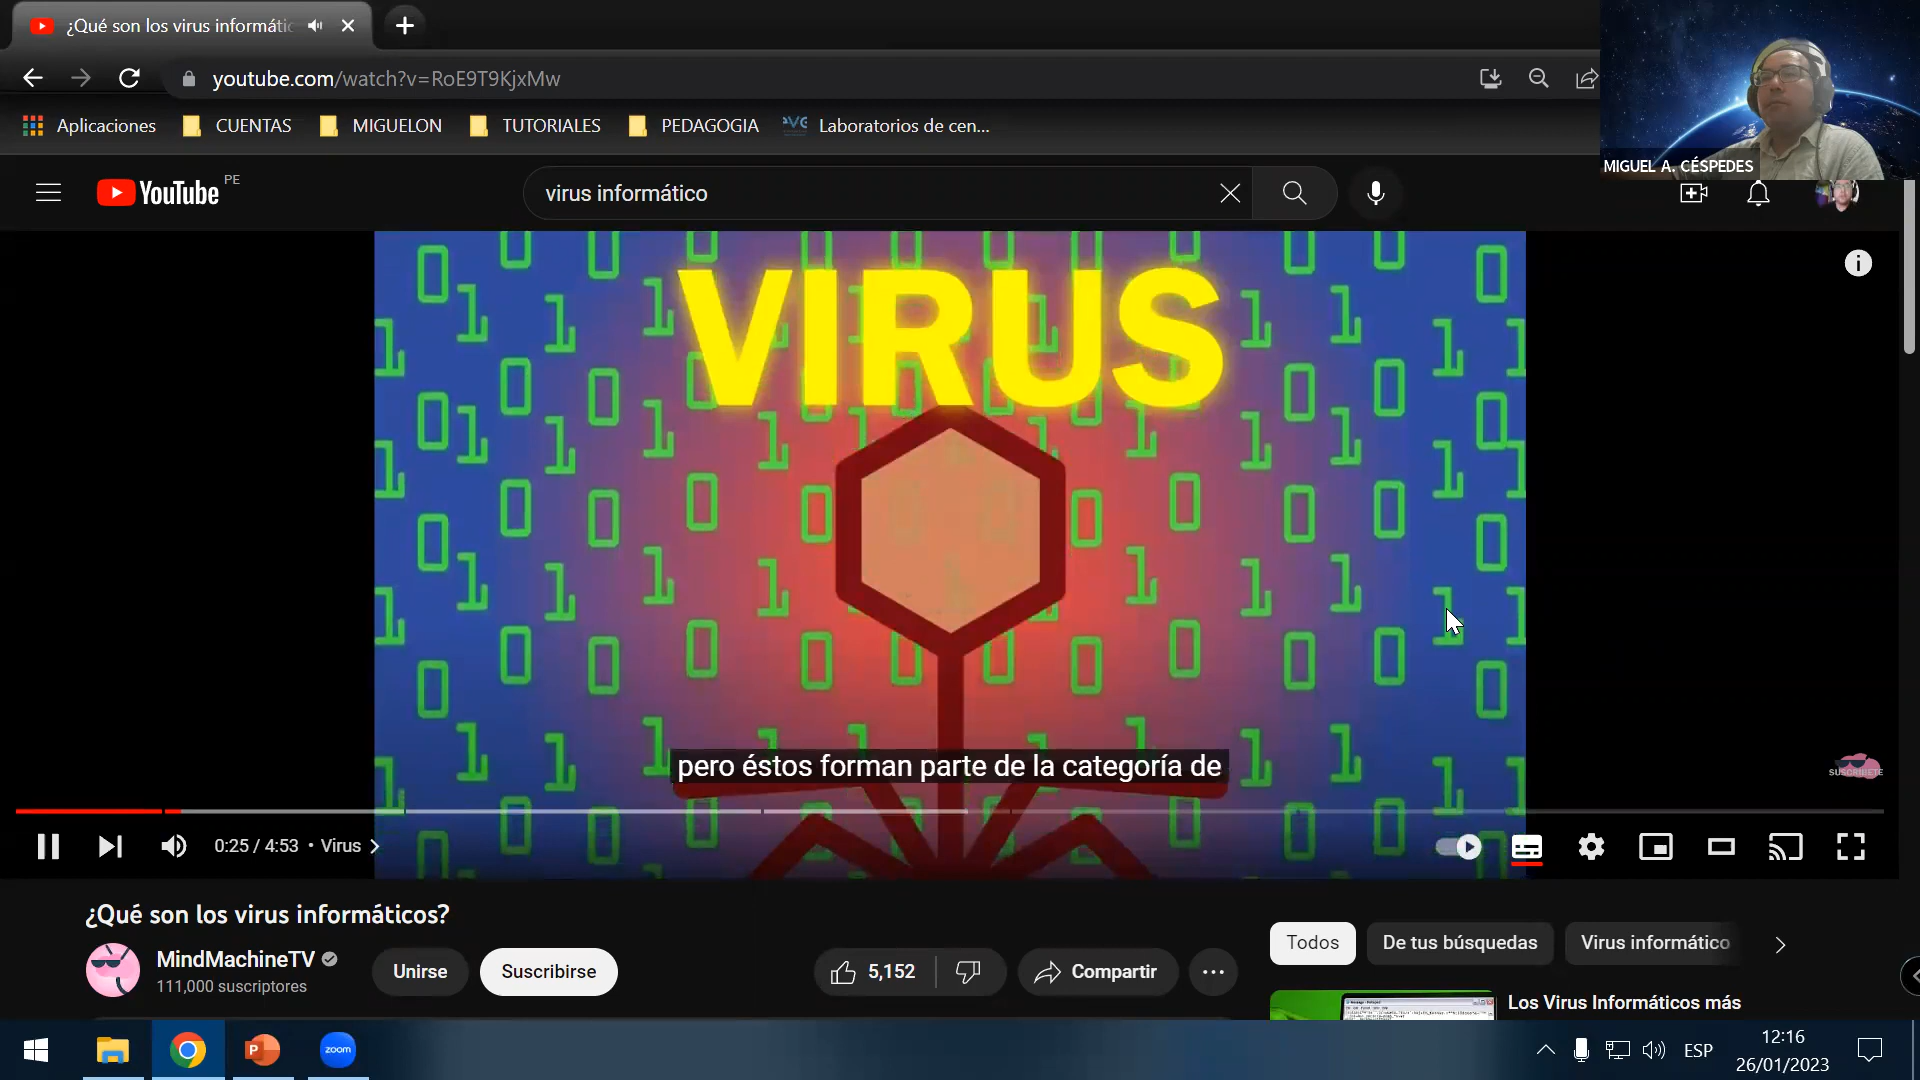 ¿Qué son los virus informátic
youtube.com/watch?v=RoE9T9KjxMw
Aplicaciones
CUENTAS
MIGUELON
TUTORIALES
PEDAGOGIA
Laboratorios de cen...
MIGUEL A. CÉSPEDES
YouTube PE
virus informático
VIRUS
pero éstos forman parte de la categoría de
SUSCRIBETE
0:25 / 4:53 • Virus
¿Qué son los virus informáticos?
MindMachineTV
111,000 suscriptores
Unirse
Suscribirse
5,152
Compartir
Todos
De tus búsquedas
Virus informático
Los Virus Informáticos más
zoom
ESP
12:16
26/01/2023